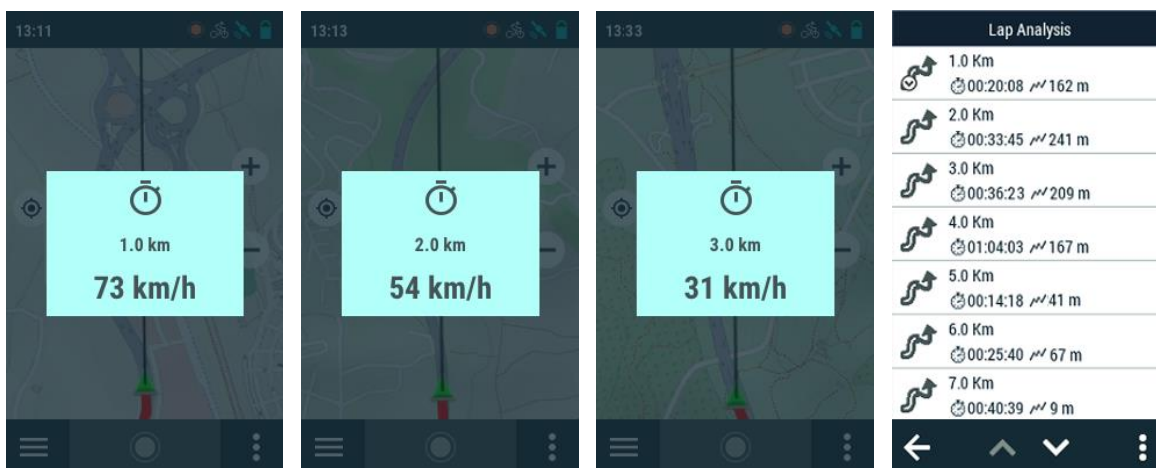 13:11
1.0 km
73 km/h
13:13
2.0 km
54 km/h
13:33
3.0 km
31 km/h
Lap Analysis
1.0 Km
00:20:08 162 m
2.0 Km
00:33:45 241 m
3.0 Km
00:36:23 209 m
4.0 Km
01:04:03 167 m
5.0 Km
00:14:18 41 m
6.0 Km
00:25:40 67 m
7.0 Km
00:40:39 9 m